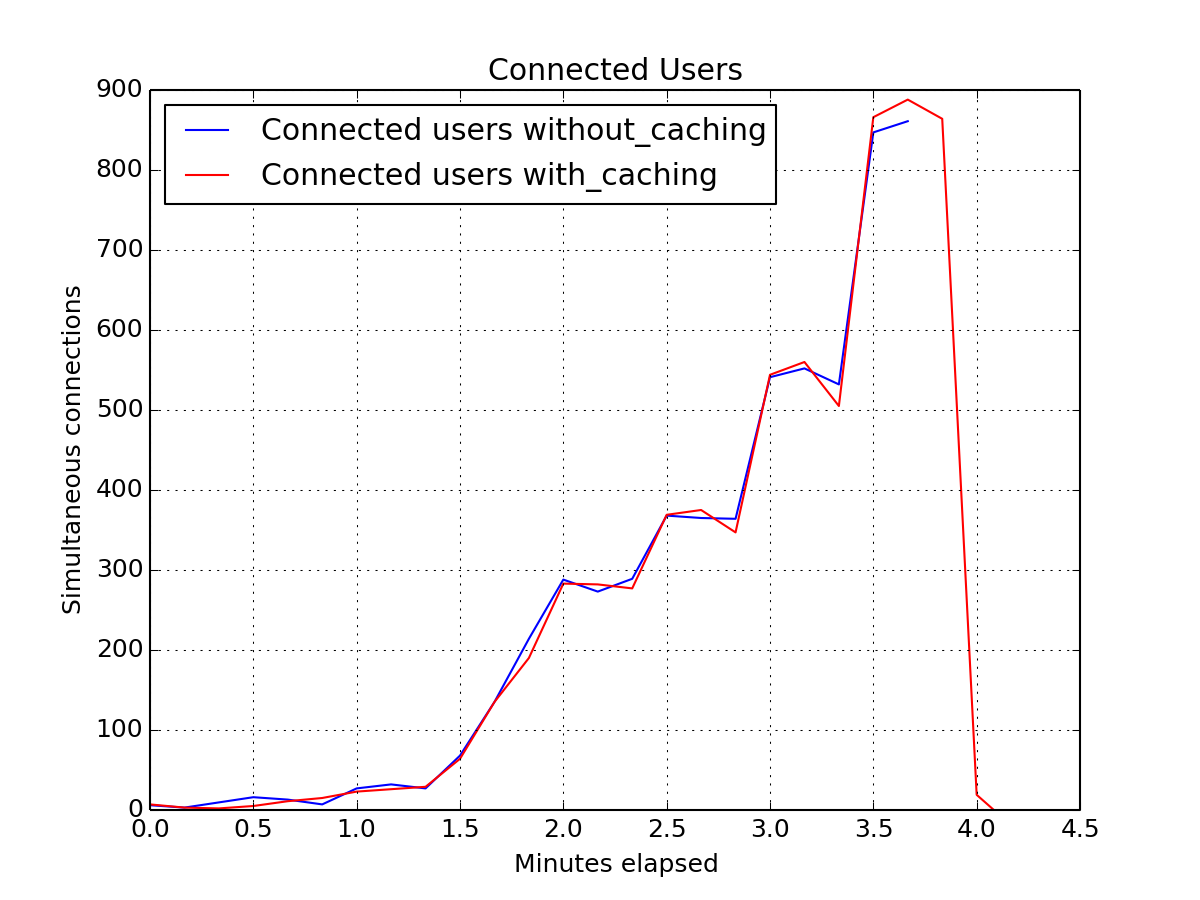 Connected Users
Connected users without_caching
Connected users with_caching
900
800
700
600
500
400
300
200
100
0
Simultaneous connections
0.0 0.5 1.0 1.5 2.0 2.5 3.0 3.5 4.0 4.5
Minutes elapsed